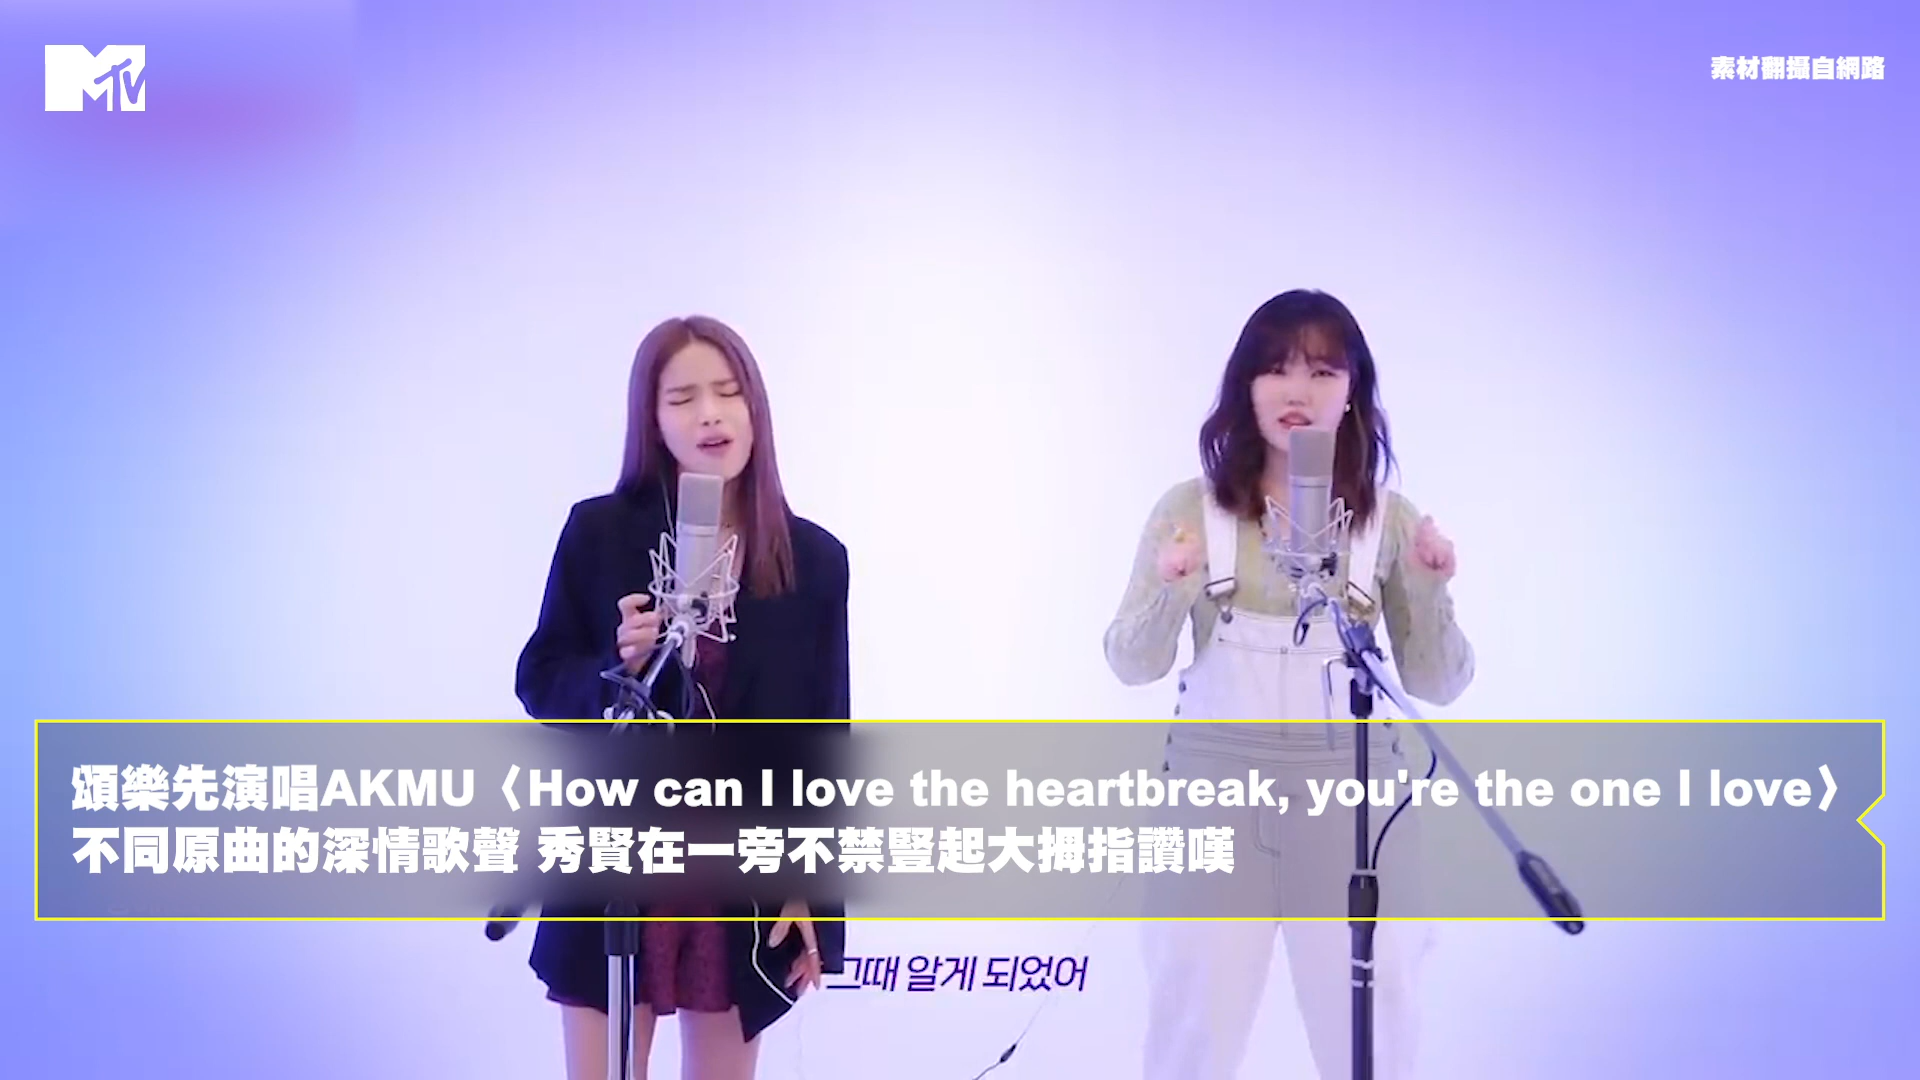 MTV
素材翻攝自網路
頌樂先演唱AKMU〈How can I love the heartbreak, you're the one I love〉
不同原曲的深情歌聲 秀賢在一旁不禁豎起大拇指讚嘆
그때 알게 되었어